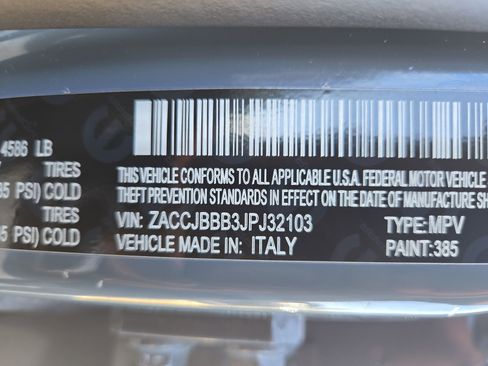 4586 LB
TIRES
PSI) COLD
TIRES
PSI) COLD
THIS VEHICLE CONFORMS TO ALL APPLICABLE U.S.A. FEDERAL MOTOR VEHICLE
THEFT PREVENTION STANDARDS IN EFFECT ON THE DATE OF MANUFACTURE
VIN: ZACCJBBB3JPJ32103 TYPE: MPV
VEHICLE MADE IN: ITALY PAINT: 385